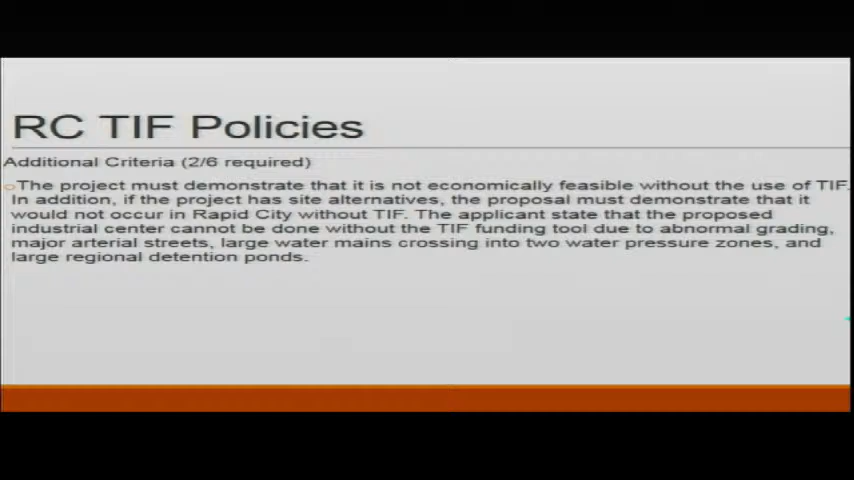 RC TIF Policies
Additional Criteria (2/6 required)
The project must demonstrate that it is not economically feasible without the use of TIF.
In addition, if the project has site alternatives, the proposal must demonstrate that it
would not occur in Rapid City without TIF. The applicant state that the proposed
industrial center cannot be done without the TIF funding tool due to abnormal grading,
major arterial streets, large water mains crossing into two water pressure zones, and
large regional detention ponds.